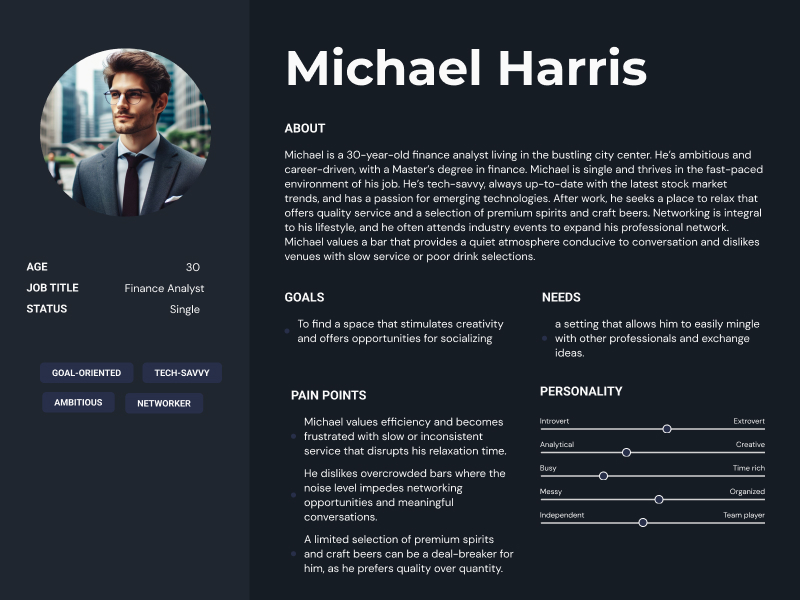 Michael Harris
ABOUT
Michael is a 30-year-old finance analyst living in the bustling city center. He's ambitious and
career-driven, with a Master's degree in finance. Michael is single and thrives in the fast-paced
environment of his job. He's tech-savvy, always up-to-date with the latest stock market
trends, and has a passion for emerging technologies. After work, he seeks a place to relax that
offers quality service and a selection of premium spirits and craft beers. Networking is integral
to his lifestyle, and he often attends industry events to expand his professional network.
Michael values a bar that provides a quiet atmosphere conducive to conversation and dislikes
venues with slow service or poor drink selections.
AGE 30
JOB TITLE Finance Analyst
STATUS Single
GOAL-ORIENTED TECH-SAVVY
AMBITIOUS NETWORKER
GOALS
To find a space that stimulates creativity
and offers opportunities for socializing
NEEDS
a setting that allows him to easily mingle
with other professionals and exchange
ideas.
PAIN POINTS
Michael values efficiency and becomes
frustrated with slow or inconsistent
service that disrupts his relaxation time.
He dislikes overcrowded bars where the
noise level impedes networking
opportunities and meaningful
conversations.
A limited selection of premium spirits
and craft beers can be a deal-breaker for
him, as he prefers quality over quantity.
PERSONALITY
Introvert Extrovert
Analytical Creative
Busy Time rich
Messy Organized
Independent Team player